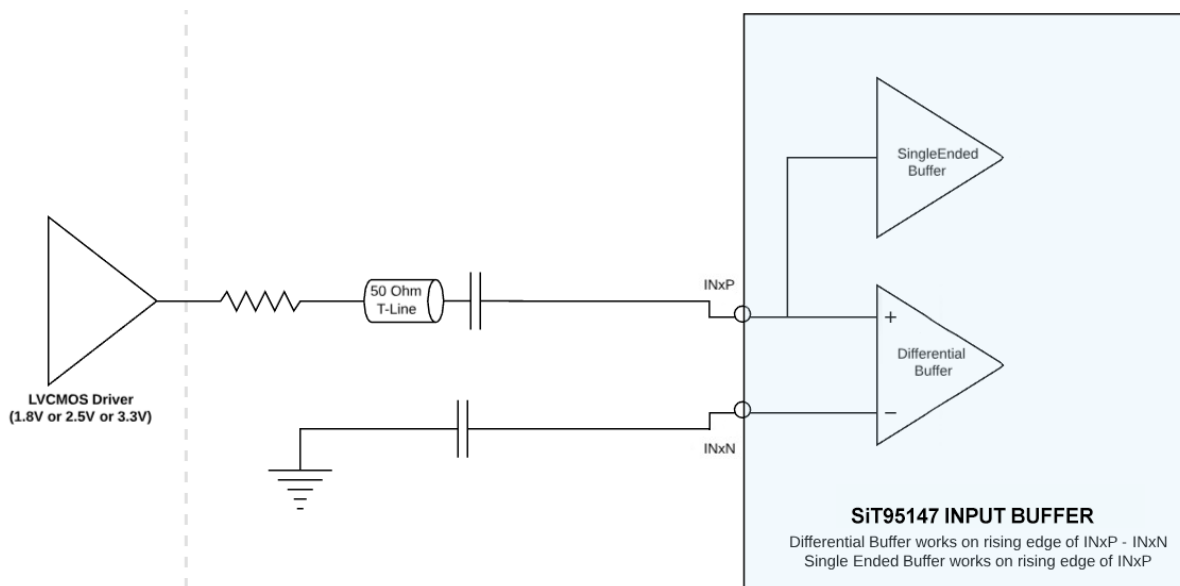 SingleEnded
Buffer
INxP
50 Ohm
T-Line
+
Differential
Buffer
−
LVCMOS Driver
(1.8V or 2.5V or 3.3V)
INxN
SiT95147 INPUT BUFFER
Differential Buffer works on rising edge of INxP - INxN
Single Ended Buffer works on rising edge of INxP